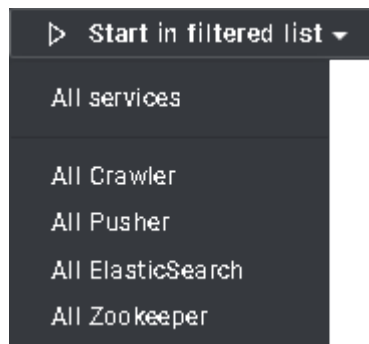 Start in filtered list
All services
All Crawler
All Pusher
All ElasticSearch
All Zookeeper